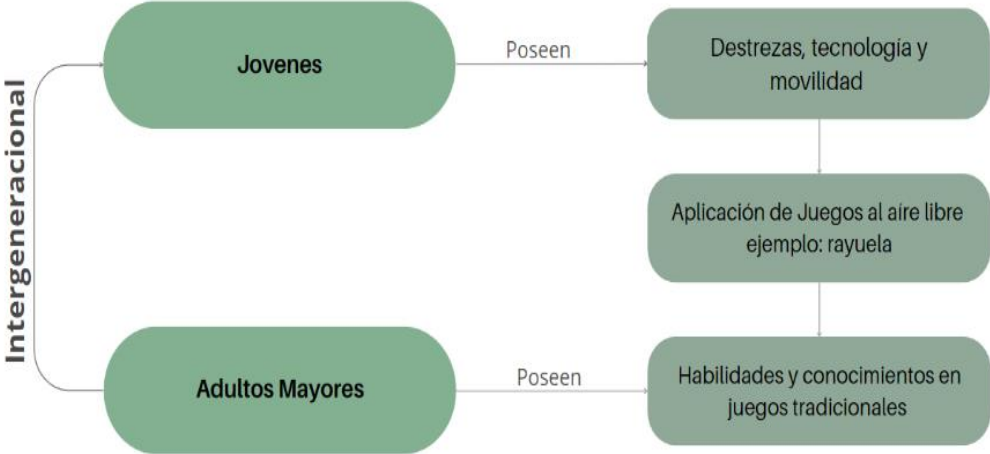 Jovenes
Poseen
Destrezas, tecnología y
movilidad
Intergeneracional
Aplicación de Juegos al aíre libre
ejemplo: rayuela
Adultos Mayores
Poseen
Habilidades y conocimientos en
juegos tradicionales